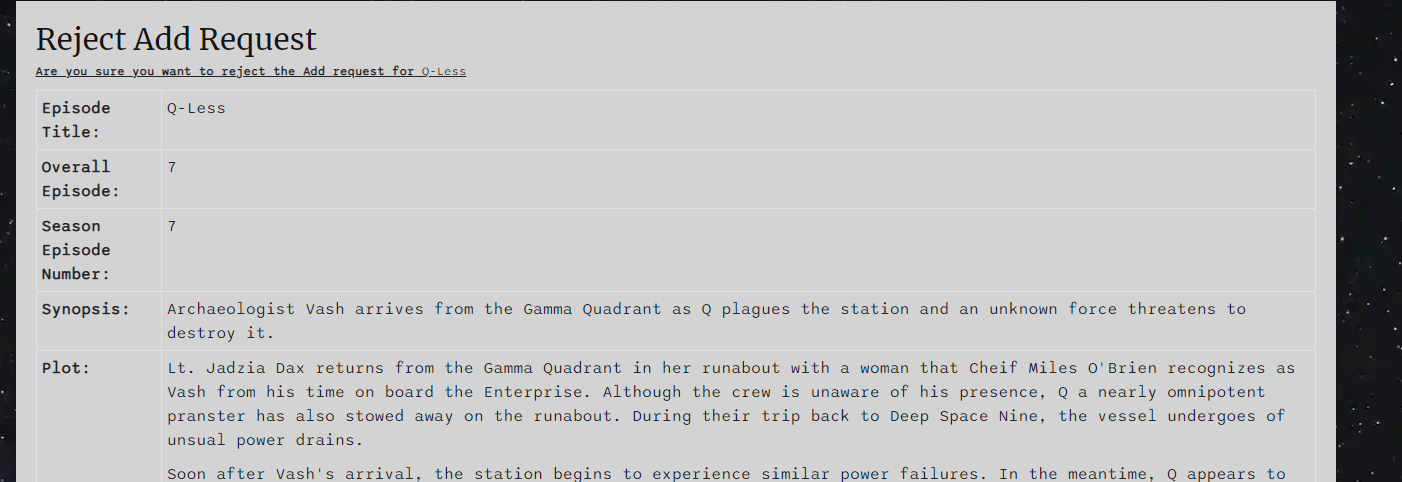 Reject Add Request
Are you sure you want to reject the Add request for Q-Less
Episode
Title:
Q-Less
Overall
Episode:
7
Season
Episode
Number:
7
Synopsis:
Archaeologist Vash arrives from the Gamma Quadrant as Q plagues the station and an unknown force threatens to
destroy it.
Plot:
Lt. Jadzia Dax returns from the Gamma Quadrant in her runabout with a woman that Cheif Miles O'Brien recognizes as
Vash from his time on board the Enterprise. Although the crew is unaware of his presence, Q a nearly omnipotent
pranster has also stowed away on the runabout. During their trip back to Deep Space Nine, the vessel undergoes of
unsual power drains.
Soon after Vash's arrival, the station begins to experience similar power failures. In the meantime, Q appears to